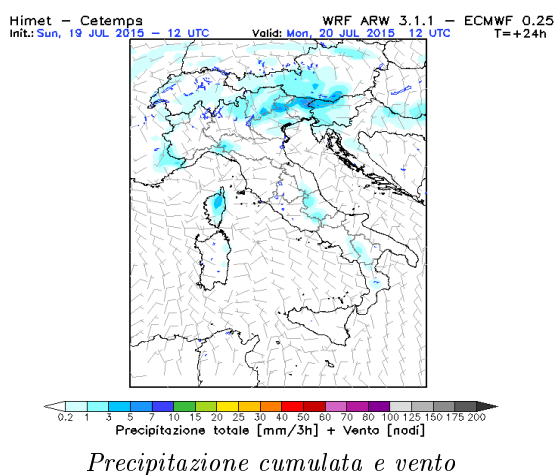 Himet – Cetemps WRF ARW 3.1.1 – ECMWF 0.25
Init.: Sun, 19 JUL 2015 – 12 UTC Valid: Mon, 20 JUL 2015 12 UTC T=+24h
0.2 1 3 5 10 15 20 25 30 40 50 60 70 80 100 125 150 175 200
Precipitazione totale [mm/3h] + Vento [nodi]
Precipitazione cumulata e vento